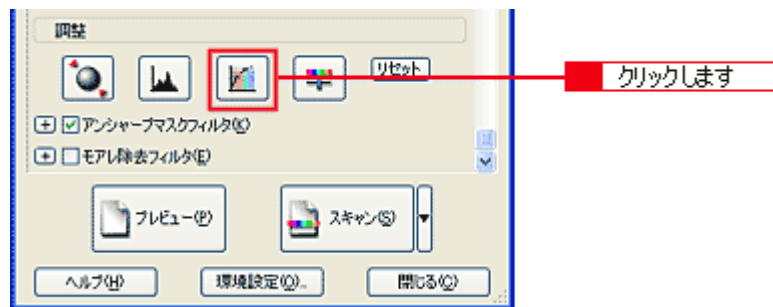 調整
リセット
クリックします
アンシャープマスクフィルタ(K)
モアレ除去フィルタ(E)
プレビュー(P)
スキャン(S)
ヘルプ(H)
環境設定(O)...
閉じる(C)